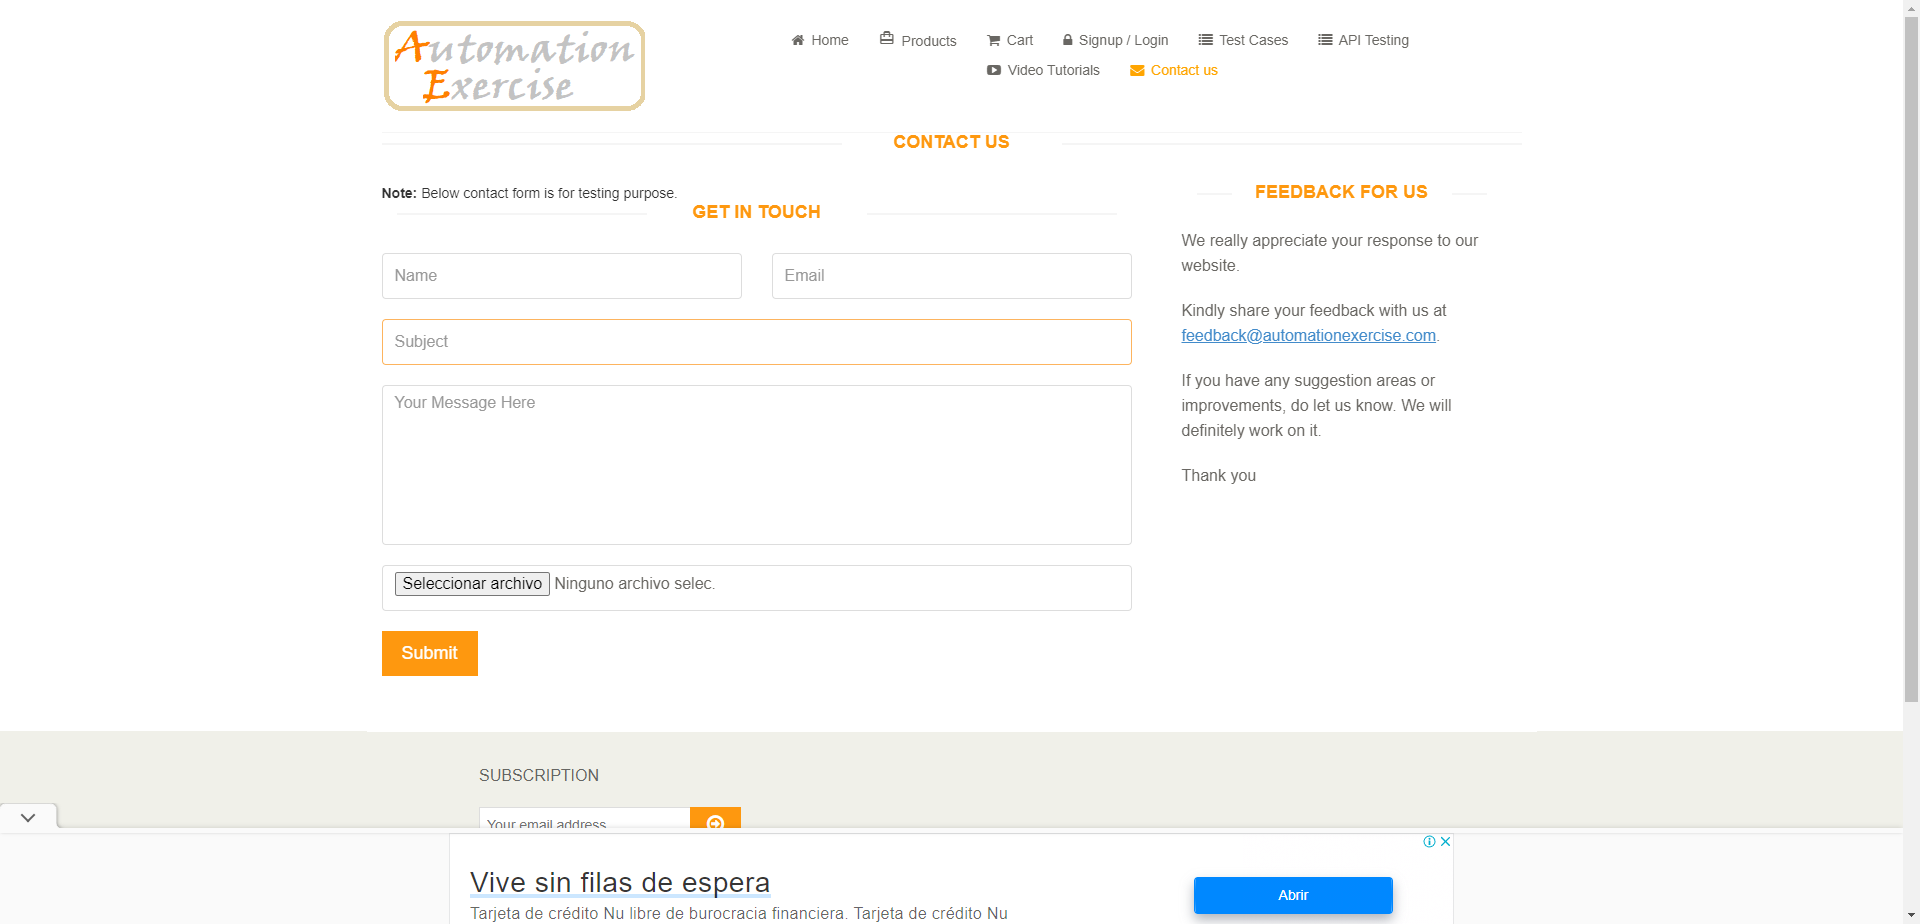 Automation
Exercise
Home
Products
Cart
Signup / Login
Test Cases
API Testing
Video Tutorials
Contact us
CONTACT US
Note: Below contact form is for testing purpose.
GET IN TOUCH
Name
Email
Subject
Your Message Here
Seleccionar archivo Ninguno archivo selec.
Submit
FEEDBACK FOR US
We really appreciate your response to our
website.
Kindly share your feedback with us at
feedback@automationexercise.com.
If you have any suggestion areas or
improvements, do let us know. We will
definitely work on it.
Thank you
SUBSCRIPTION
Your email address
Vive sin filas de espera
Tarjeta de crédito Nu libre de burocracia financiera. Tarjeta de crédito Nu
Abrir